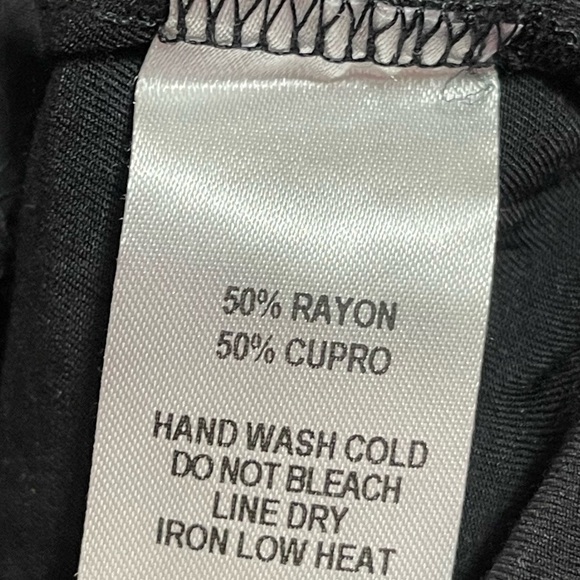 50% RAYON
50% CUPRO
HAND WASH COLD
DO NOT BLEACH
LINE DRY
IRON LOW HEAT